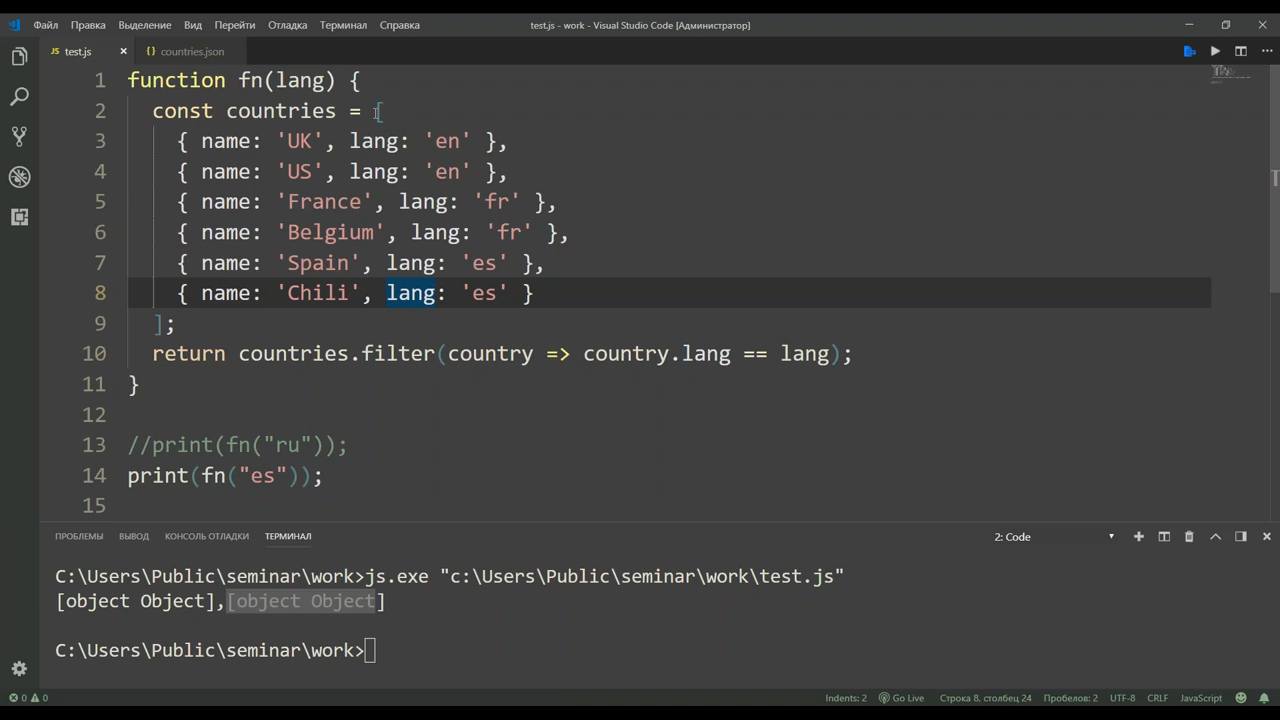 Файл Правка Выделение Вид Перейти Отладка Терминал Справка test.js - work - Visual Studio Code [Администратор]
JS test.js × {} countries.json
1 function fn(lang) {
2 const countries = [
3 { name: 'UK', lang: 'en' },
4 { name: 'US', lang: 'en' },
5 { name: 'France', lang: 'fr' },
6 { name: 'Belgium', lang: 'fr' },
7 { name: 'Spain', lang: 'es' },
8 { name: 'Chili', lang: 'es' }
9 ];
10 return countries.filter(country => country.lang == lang);
11 }
12
13 //print(fn("ru"));
14 print(fn("es"));
15
ПРОБЛЕМЫ ВЫВОД КОНСОЛЬ ОТЛАДКИ ТЕРМИНАЛ 2: Code
C:\Users\Public\seminar\work>js.exe "c:\Users\Public\seminar\work\test.js"
[object Object],[object Object]
C:\Users\Public\seminar\work>
0 0 Indents: 2 Go Live Строка 8, столбец 24 Пробелов: 2 UTF-8 CRLF JavaScript